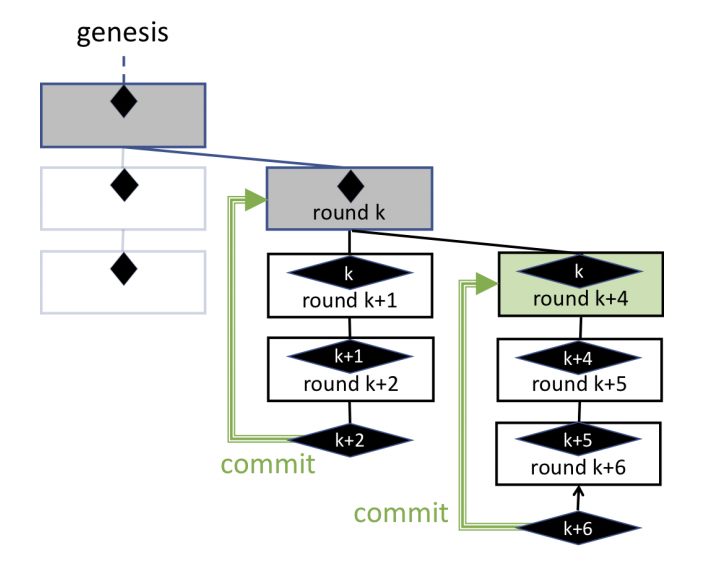 genesis
round k
k
round k+1
k+1
round k+2
k+2
commit
k
round k+4
k+4
round k+5
k+5
round k+6
k+6
commit